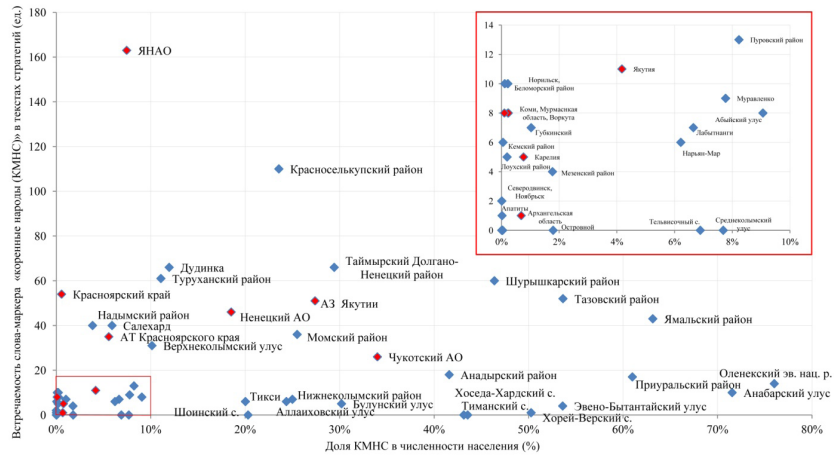 Встречаемость слова-маркера «коренные народы (КМНС)» в текстах стратегий (ед.)
180
160
140
120
100
80
60
40
20
0
0%
10%
20%
30%
40%
50%
60%
70%
80%
Доля КМНС в численности населения (%)
ЯНАО
Красноселькупский район
Дудинка
Туруханский район
Таймырский Долгано-
Ненецкий район
Шурышкарский район
Красноярский край
АЗ Якутии
Тазовский район
Надымский район
Ненецкий АО
Ямальский район
Салехард
АТ Красноярского края
Момский район
Верхнеколымский улус
Чукотский АО
Анадырский район
Оленекский эв. нац. р.
Приуральский район
Анабарский улус
Тикси
Нижнеколымский район
Хоседа-Хардский с.
Булунский улус
Тиманский с.
Эвено-Бытантайский улус
Шоинский с.
Аллаиховский улус
Хорей-Верский с.
14
12
10
8
6
4
2
0
0%
2%
4%
6%
8%
10%
Пуровский район
Якутия
Норильск,
Беломорский район
Муравленко
Коми, Мурманская
область, Воркута
Абыйский улус
Губкинский
Лабытнанги
Кемский район
Нарьян-Мар
Лоухский район
Карелия
Мезенский район
Северодвинск,
Ноябрьск
Апатиты
Архангельская
область
Островной
Тельвисочный с.
Среднеколымский
улус